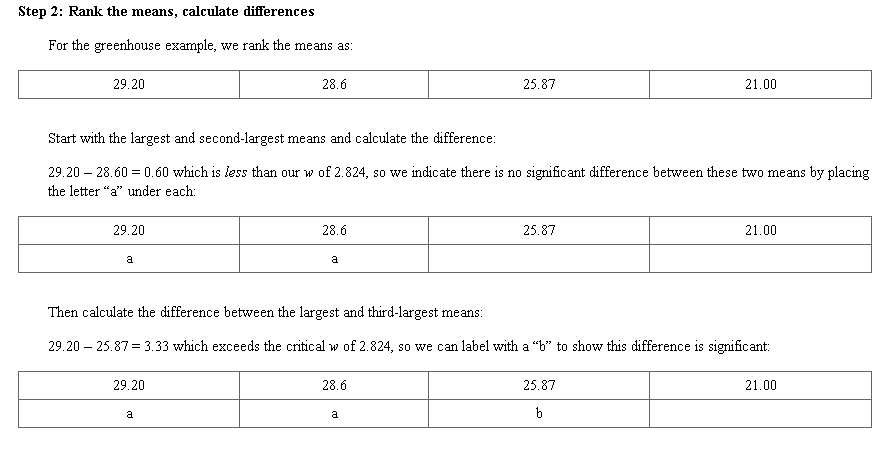 Step 2: Rank the means, calculate differences
For the greenhouse example, we rank the means as:
29.20 28.6 25.87 21.00
Start with the largest and second-largest means and calculate the difference:
29.20 – 28.60 = 0.60 which is less than our w of 2.824, so we indicate there is no significant difference between these two means by placing
the letter “a” under each:
29.20 28.6 25.87 21.00
a a
Then calculate the difference between the largest and third-largest means:
29.20 – 25.87 = 3.33 which exceeds the critical w of 2.824, so we can label with a “b” to show this difference is significant:
29.20 28.6 25.87 21.00
a a b